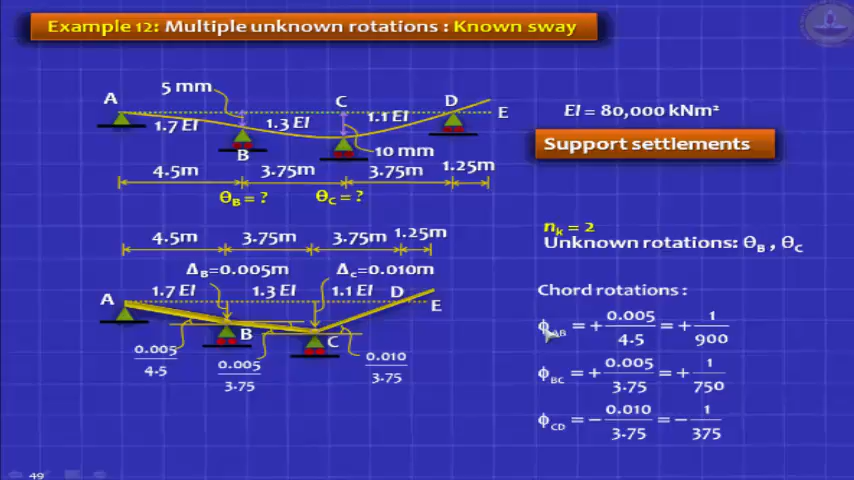 Example 12: Multiple unknown rotations : Known sway
5 mm
A
C
D
E
1.7 EI
1.3 EI
1.1 EI
B
10 mm
4.5m
3.75m
3.75m
1.25m
θB = ?
θC = ?
EI = 80,000 kNm²
Support settlements
4.5m
3.75m
3.75m
1.25m
ΔB=0.005m
Δc=0.010m
A
1.7 EI
1.3 EI
1.1 EI
D
E
B
C
0.005/4.5
0.005/3.75
0.010/3.75
nk = 2
Unknown rotations: θB , θC
Chord rotations :
ϕAB = + 0.005/4.5 = + 1/900
ϕBC = + 0.005/3.75 = + 1/750
ϕCD = − 0.010/3.75 = − 1/375
49